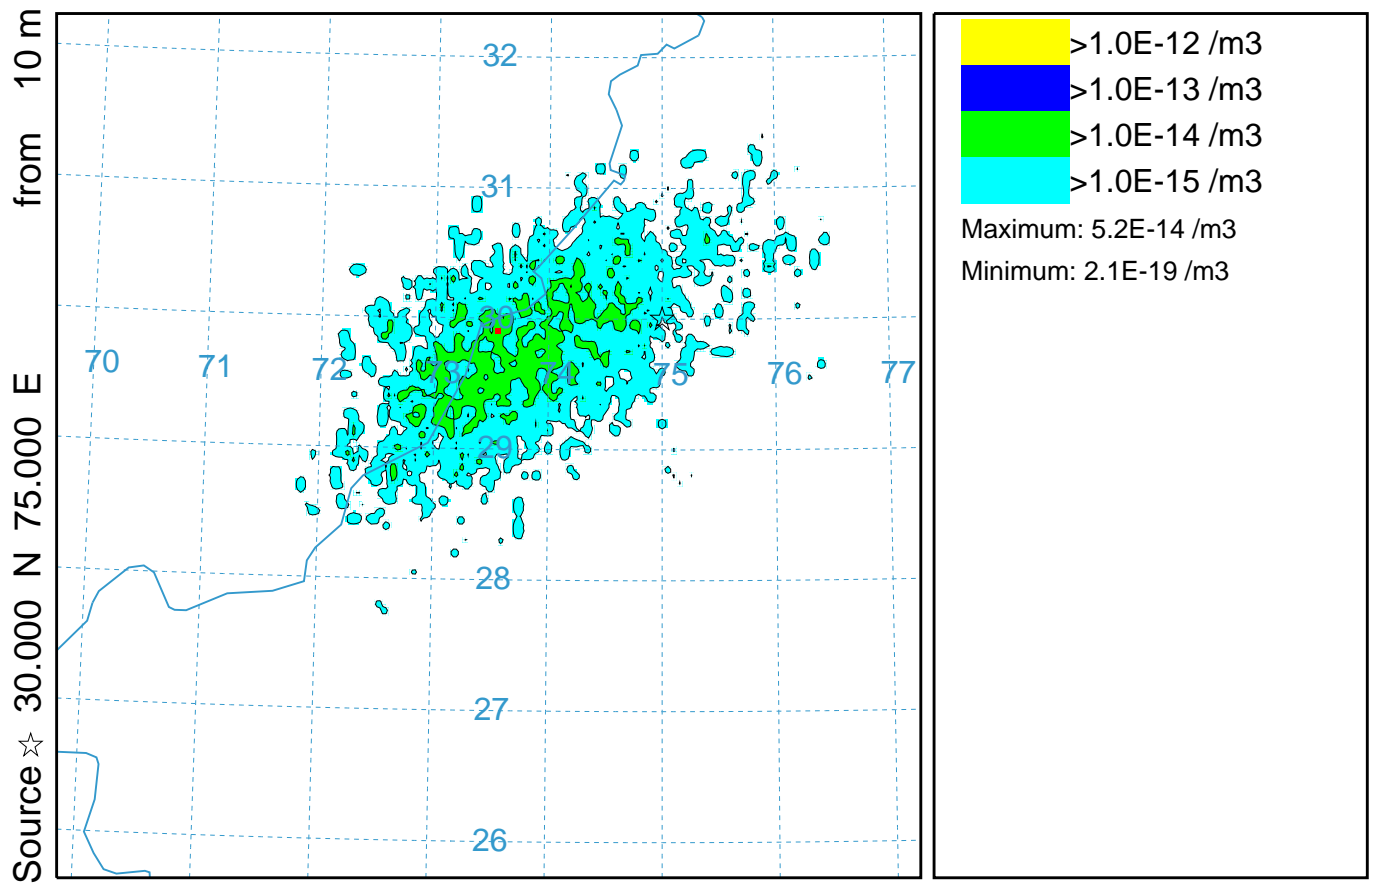 Source ☆ 30.000 N 75.000 E from 10 m
32
31
30
70 71 72 73 74 75 76 77
29
28
27
26
>1.0E-12 /m3
>1.0E-13 /m3
>1.0E-14 /m3
>1.0E-15 /m3
Maximum: 5.2E-14 /m3
Minimum: 2.1E-19 /m3